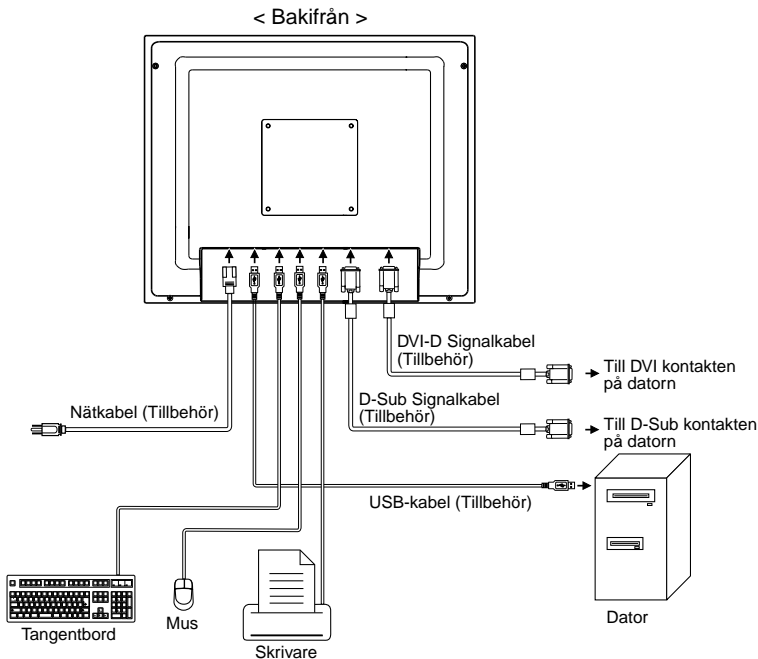 < Bakifrån >
DVI-D Signalkabel
(Tillbehör)
Till DVI kontakten
på datorn
D-Sub Signalkabel
(Tillbehör)
Nätkabel (Tillbehör)
Till D-Sub kontakten
på datorn
USB-kabel (Tillbehör)
Tangentbord
Mus
Skrivare
Dator